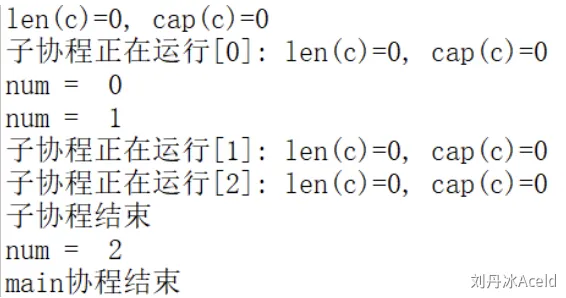 len(c)=0, cap(c)=0
子协程正在运行[0]: len(c)=0, cap(c)=0
num =  0
num =  1
子协程正在运行[1]: len(c)=0, cap(c)=0
子协程正在运行[2]: len(c)=0, cap(c)=0
子协程结束
num =  2
main协程结束
刘丹冰Aceld